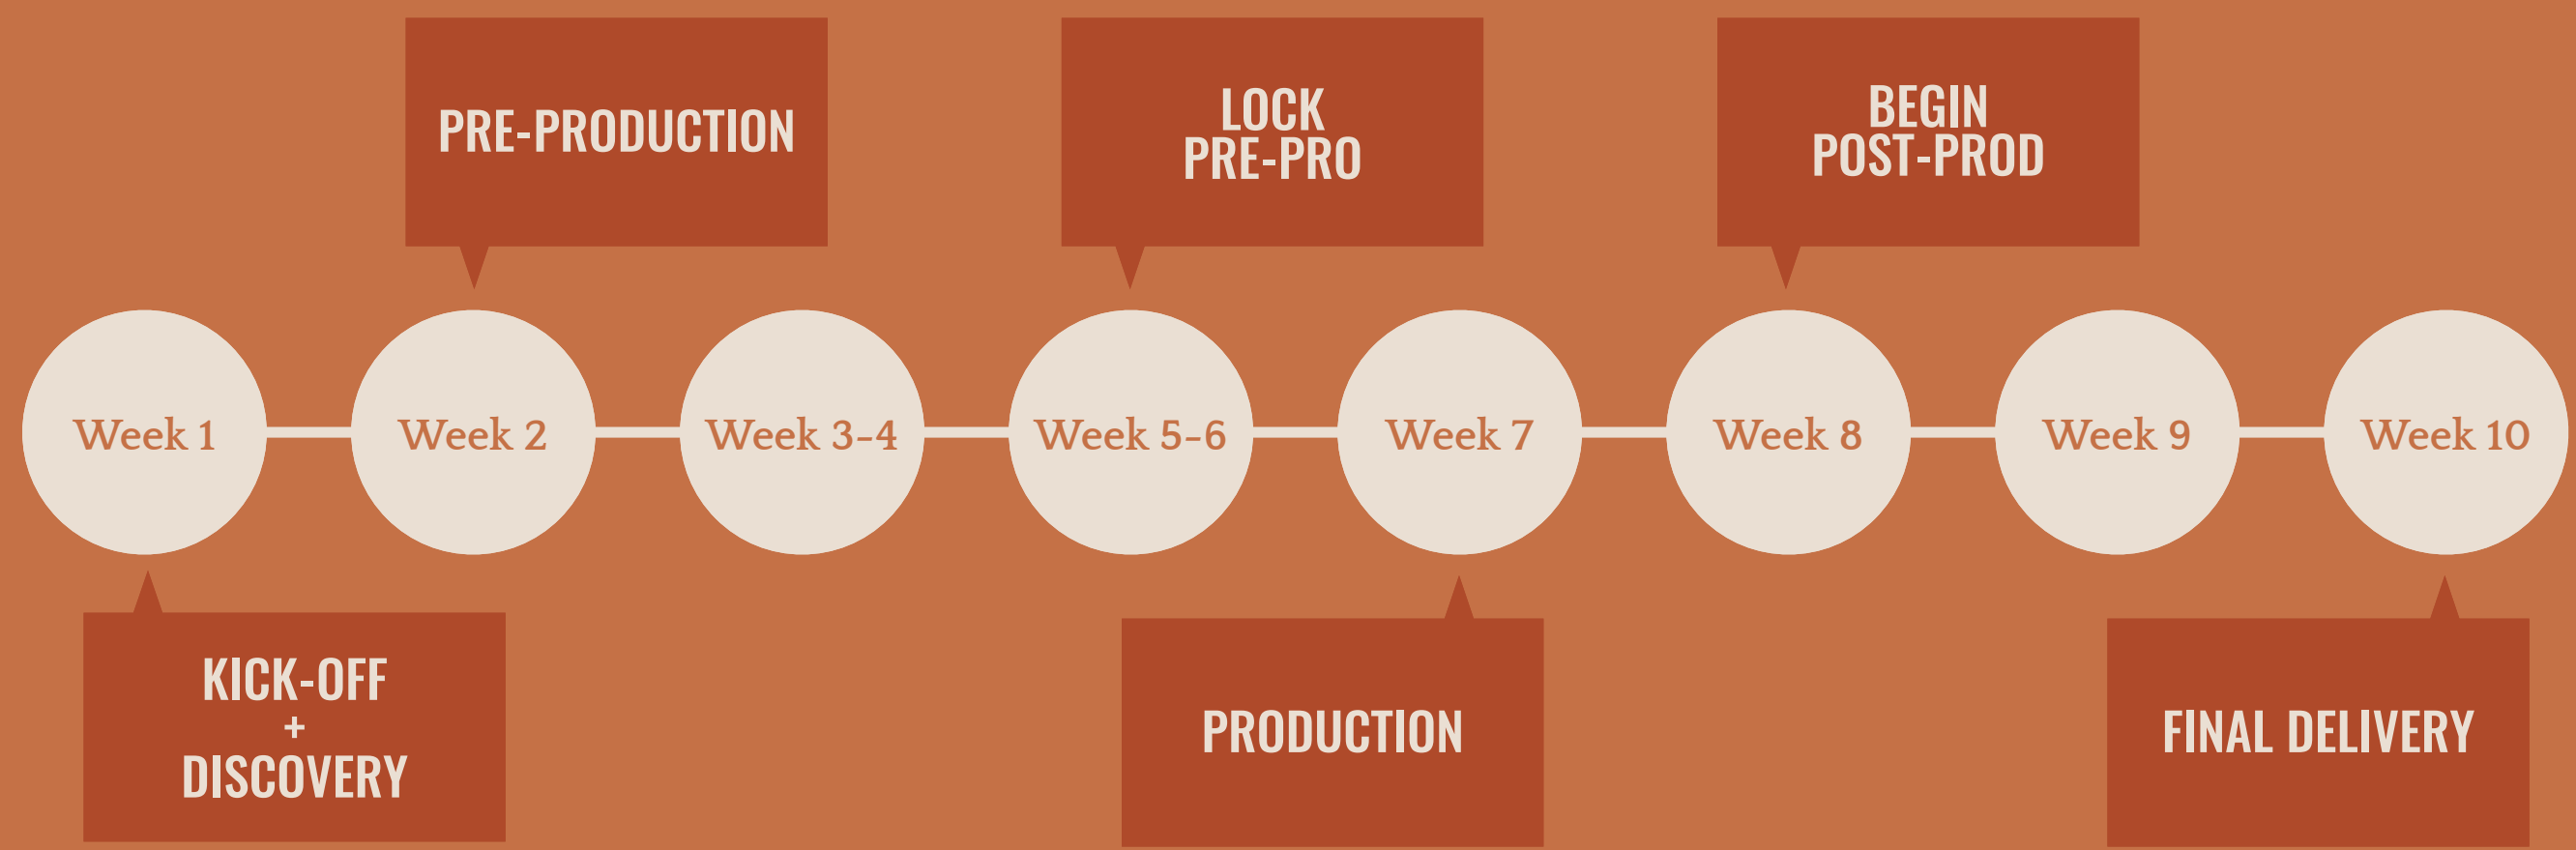 PRE-PRODUCTION
LOCK
PRE-PRO
BEGIN
POST-PROD
Week 1
Week 2
Week 3-4
Week 5-6
Week 7
Week 8
Week 9
Week 10
KICK-OFF
+
DISCOVERY
PRODUCTION
FINAL DELIVERY